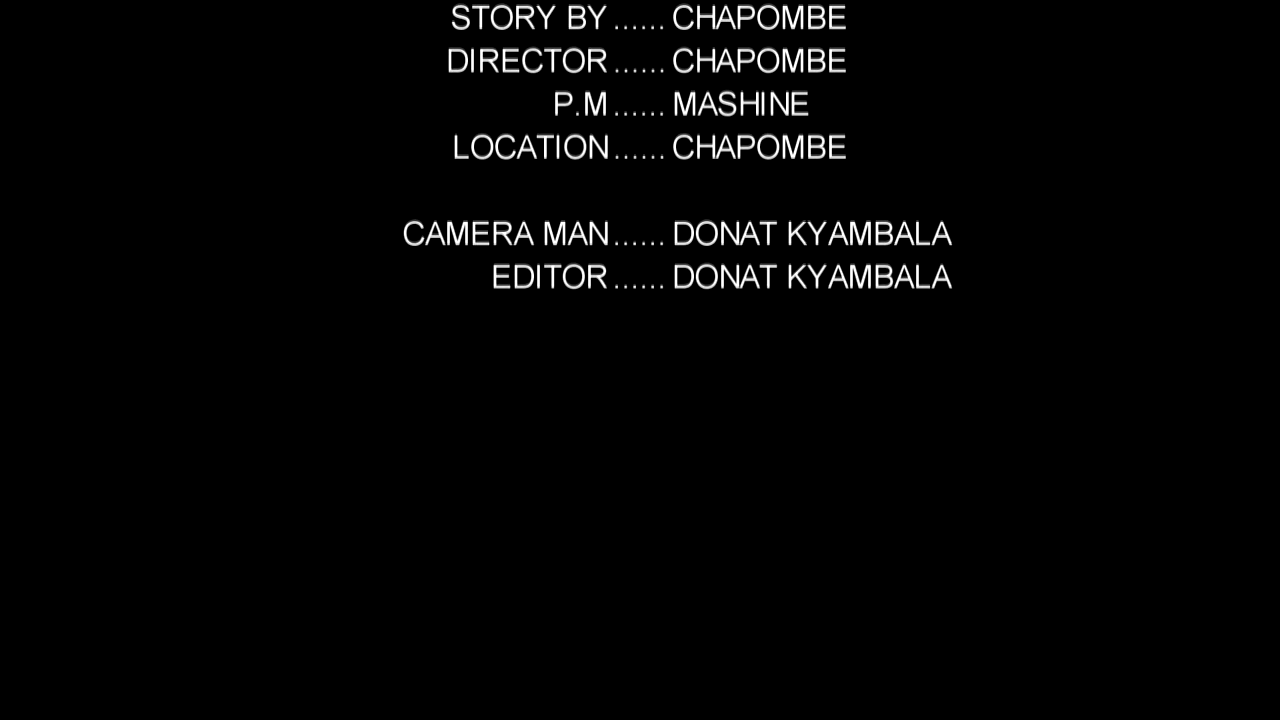 STORY BY ...... CHAPOMBE
DIRECTOR ...... CHAPOMBE
P.M ...... MASHINE
LOCATION ...... CHAPOMBE
CAMERA MAN ...... DONAT KYAMBALA
EDITOR ...... DONAT KYAMBALA